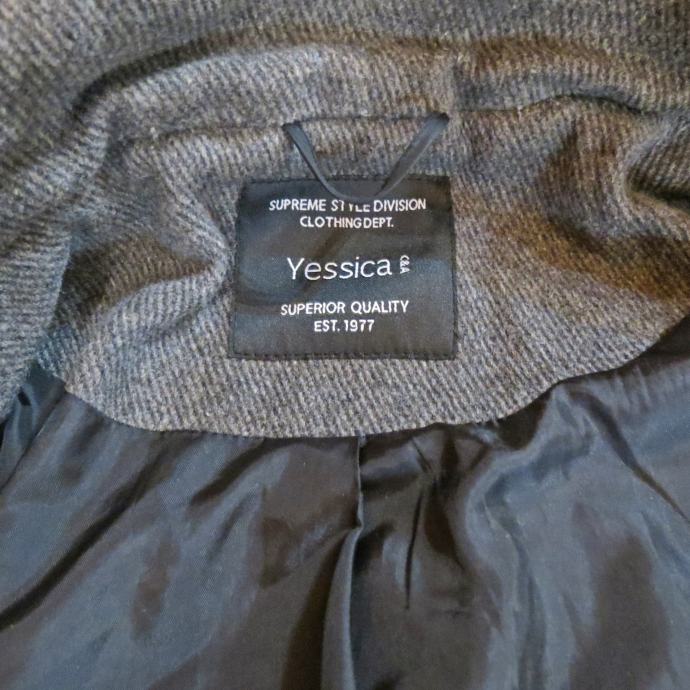 SUPREME STYLE DIVISION
CLOTHING DEPT.
Yessica C&A
SUPERIOR QUALITY
EST. 1977